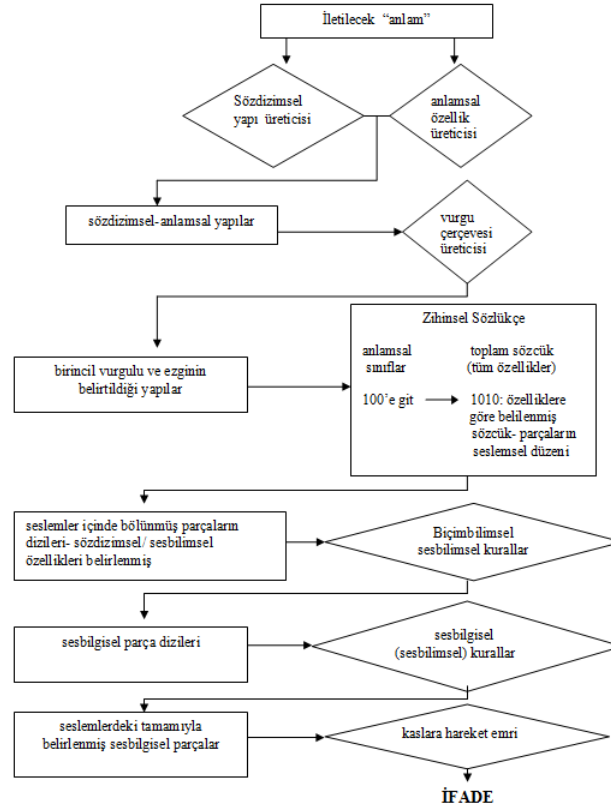 İletilecek “anlam”
Sözdizimsel
yapı üreticisi
anlamsal
özellik
üreticisi
sözdizimsel-anlamsal yapılar
vurgu
çerçevesi
üreticisi
birincil vurgulu ve ezginin
belirtildiği yapılar
Zihinsel Sözlükçe
anlamsal
sınıflar
toplam sözcük
(tüm özellikler)
100’e git
1010: özelliklere
göre belilenmiş
sözcük- parçaların
seslemsel düzeni
seslemler içinde bölünmüş parçaların
dizileri- sözdizimsel/ sesbilimsel
özellikleri belirlenmiş
Biçimbilimsel
sesbilimsel kurallar
sesbilgisel parça dizileri
sesbilgisel
(sesbilimsel) kurallar
seslemlerdeki tamamıyla
belirlenmiş sesbilgisel parçalar
kaslara hareket emri
İFADE